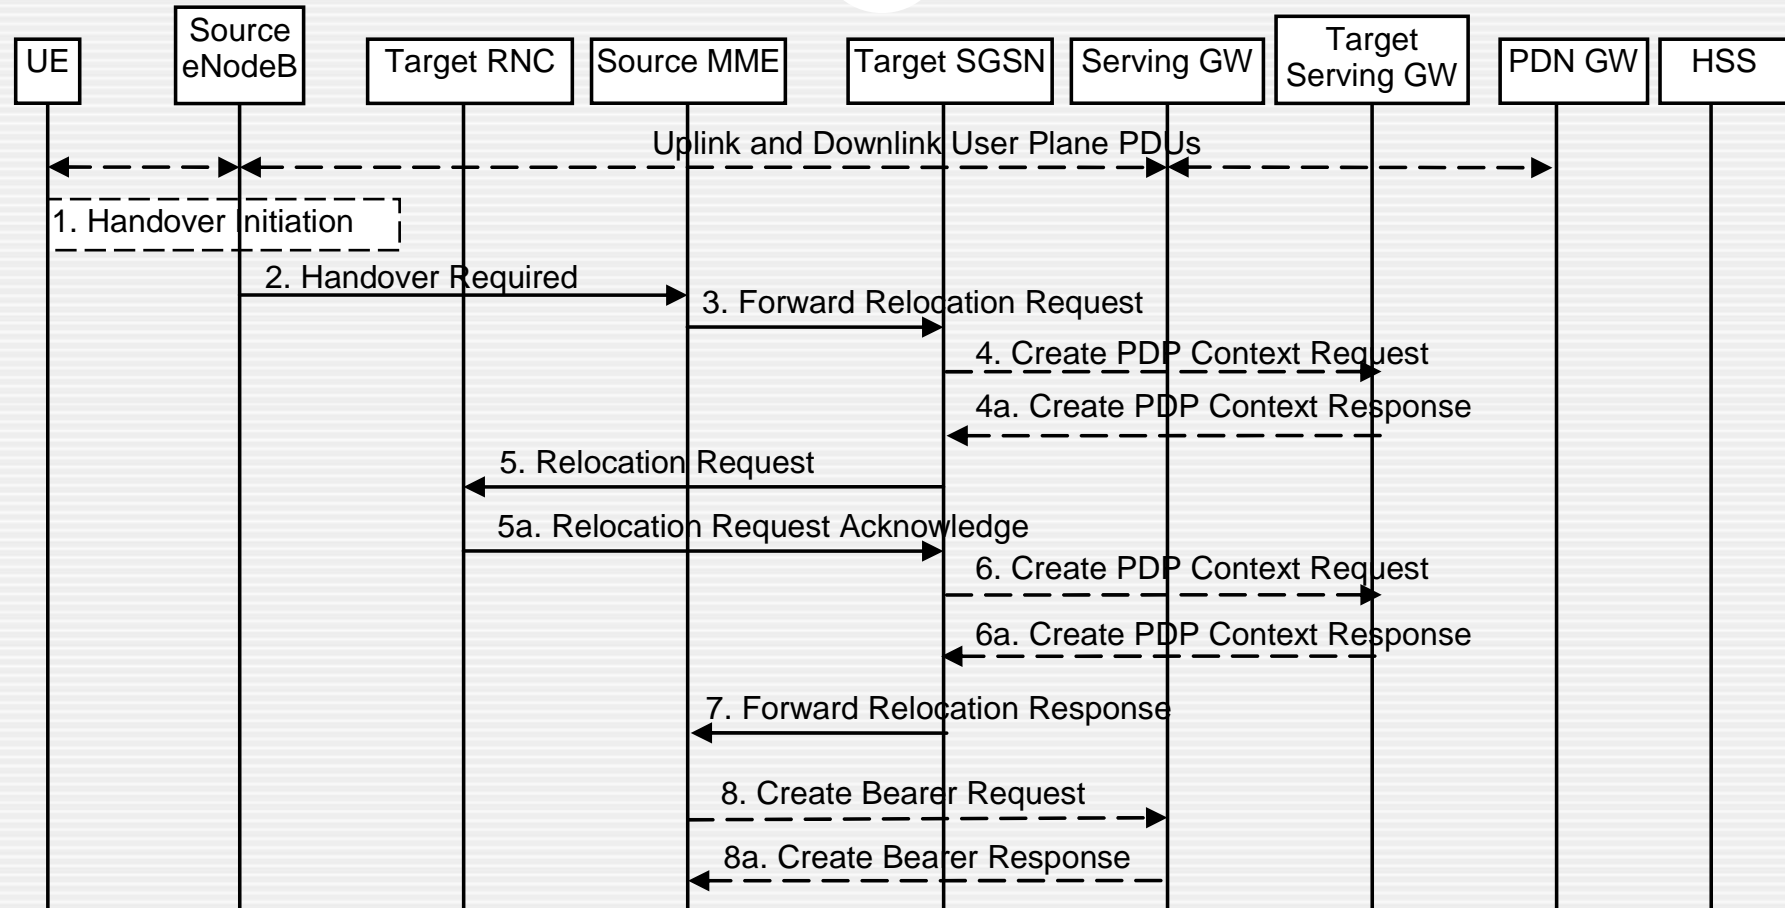 UE
Source
eNodeB
Target RNC
Source MME
Target SGSN
Serving GW
Target
Serving GW
PDN GW
HSS
Uplink and Downlink User Plane PDUs
1. Handover Initiation
2. Handover Required
3. Forward Relocation Request
4. Create PDP Context Request
4a. Create PDP Context Response
5. Relocation Request
5a. Relocation Request Acknowledge
6. Create PDP Context Request
6a. Create PDP Context Response
7. Forward Relocation Response
8. Create Bearer Request
8a. Create Bearer Response